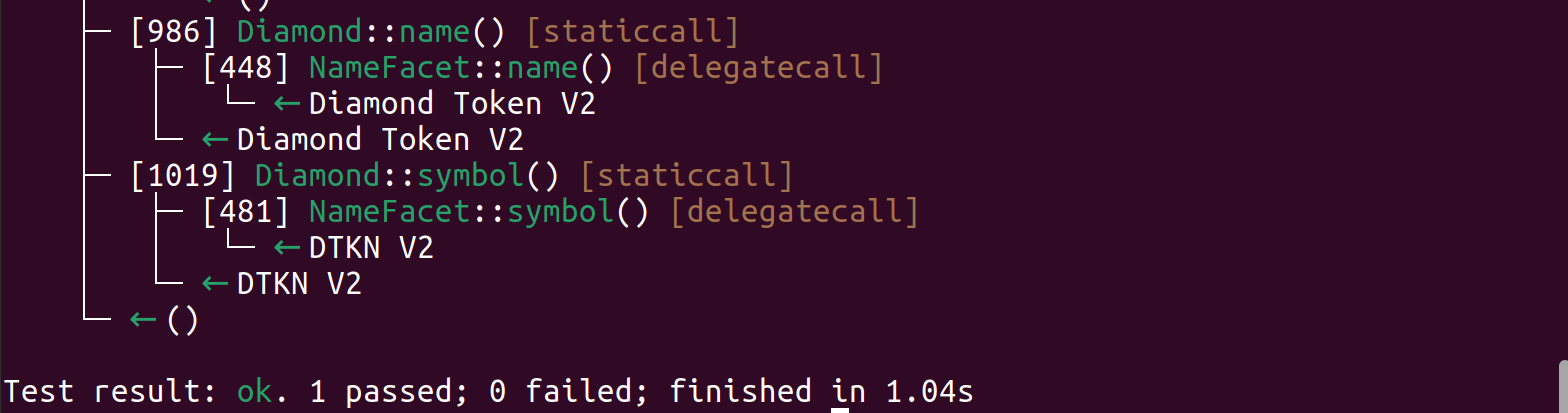 ← ()
[986] Diamond::name() [staticcall]
[448] NameFacet::name() [delegatecall]
← Diamond Token V2
← Diamond Token V2
[1019] Diamond::symbol() [staticcall]
[481] NameFacet::symbol() [delegatecall]
← DTKN V2
← DTKN V2
← ()
Test result: ok. 1 passed; 0 failed; finished in 1.04s